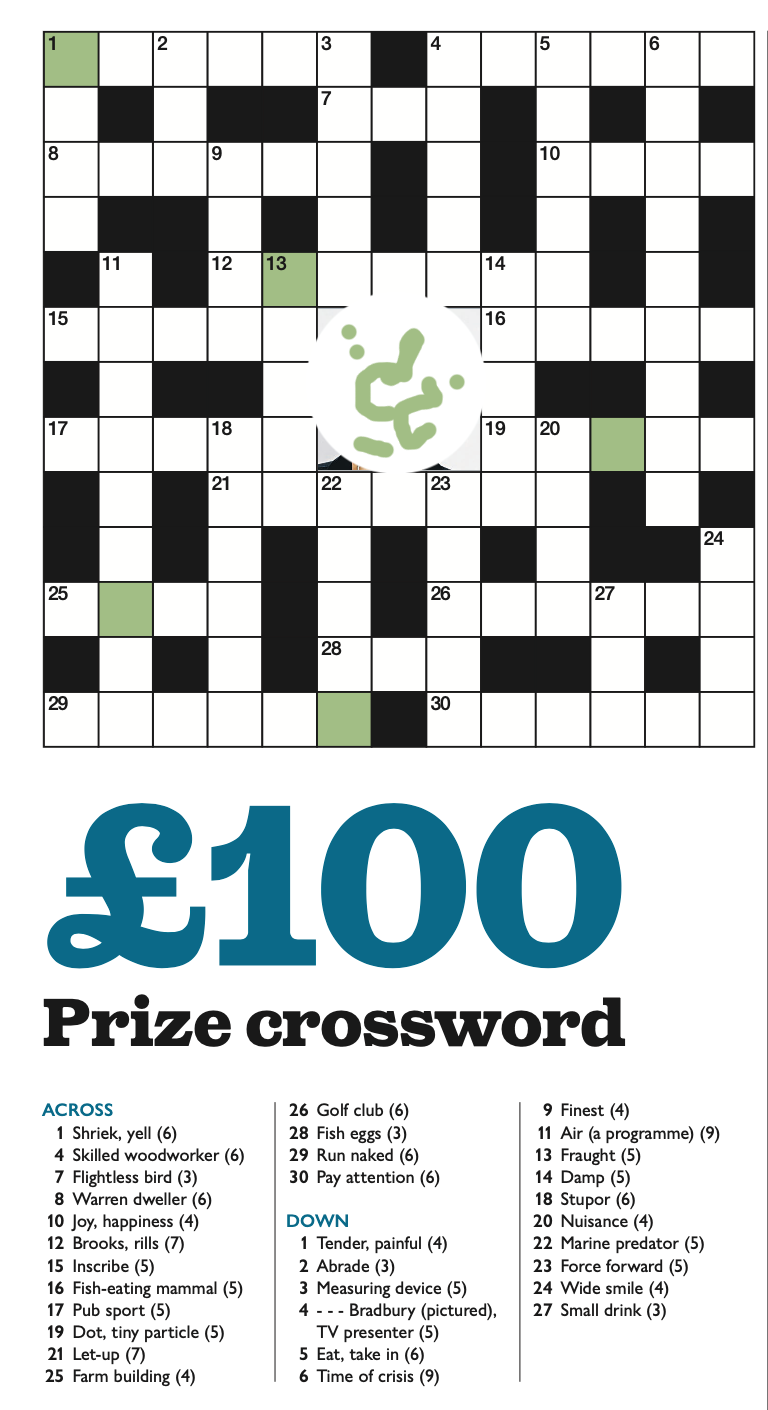 1 2 3 4 5 6
7
8 9 10
11 12 13 14
15 16
17 18 19 20
21 22 23
24
25 26 27
28
29 30
£100
Prize crossword
ACROSS
1 Shriek, yell (6)
4 Skilled woodworker (6)
7 Flightless bird (3)
8 Warren dweller (6)
10 Joy, happiness (4)
12 Brooks, rills (7)
15 Inscribe (5)
16 Fish-eating mammal (5)
17 Pub sport (5)
19 Dot, tiny particle (5)
21 Let-up (7)
25 Farm building (4)
26 Golf club (6)
28 Fish eggs (3)
29 Run naked (6)
30 Pay attention (6)
DOWN
1 Tender, painful (4)
2 Abrade (3)
3 Measuring device (5)
4 - - - Bradbury (pictured),
TV presenter (5)
5 Eat, take in (6)
6 Time of crisis (9)
9 Finest (4)
11 Air (a programme) (9)
13 Fraught (5)
14 Damp (5)
18 Stupor (6)
20 Nuisance (4)
22 Marine predator (5)
23 Force forward (5)
24 Wide smile (4)
27 Small drink (3)